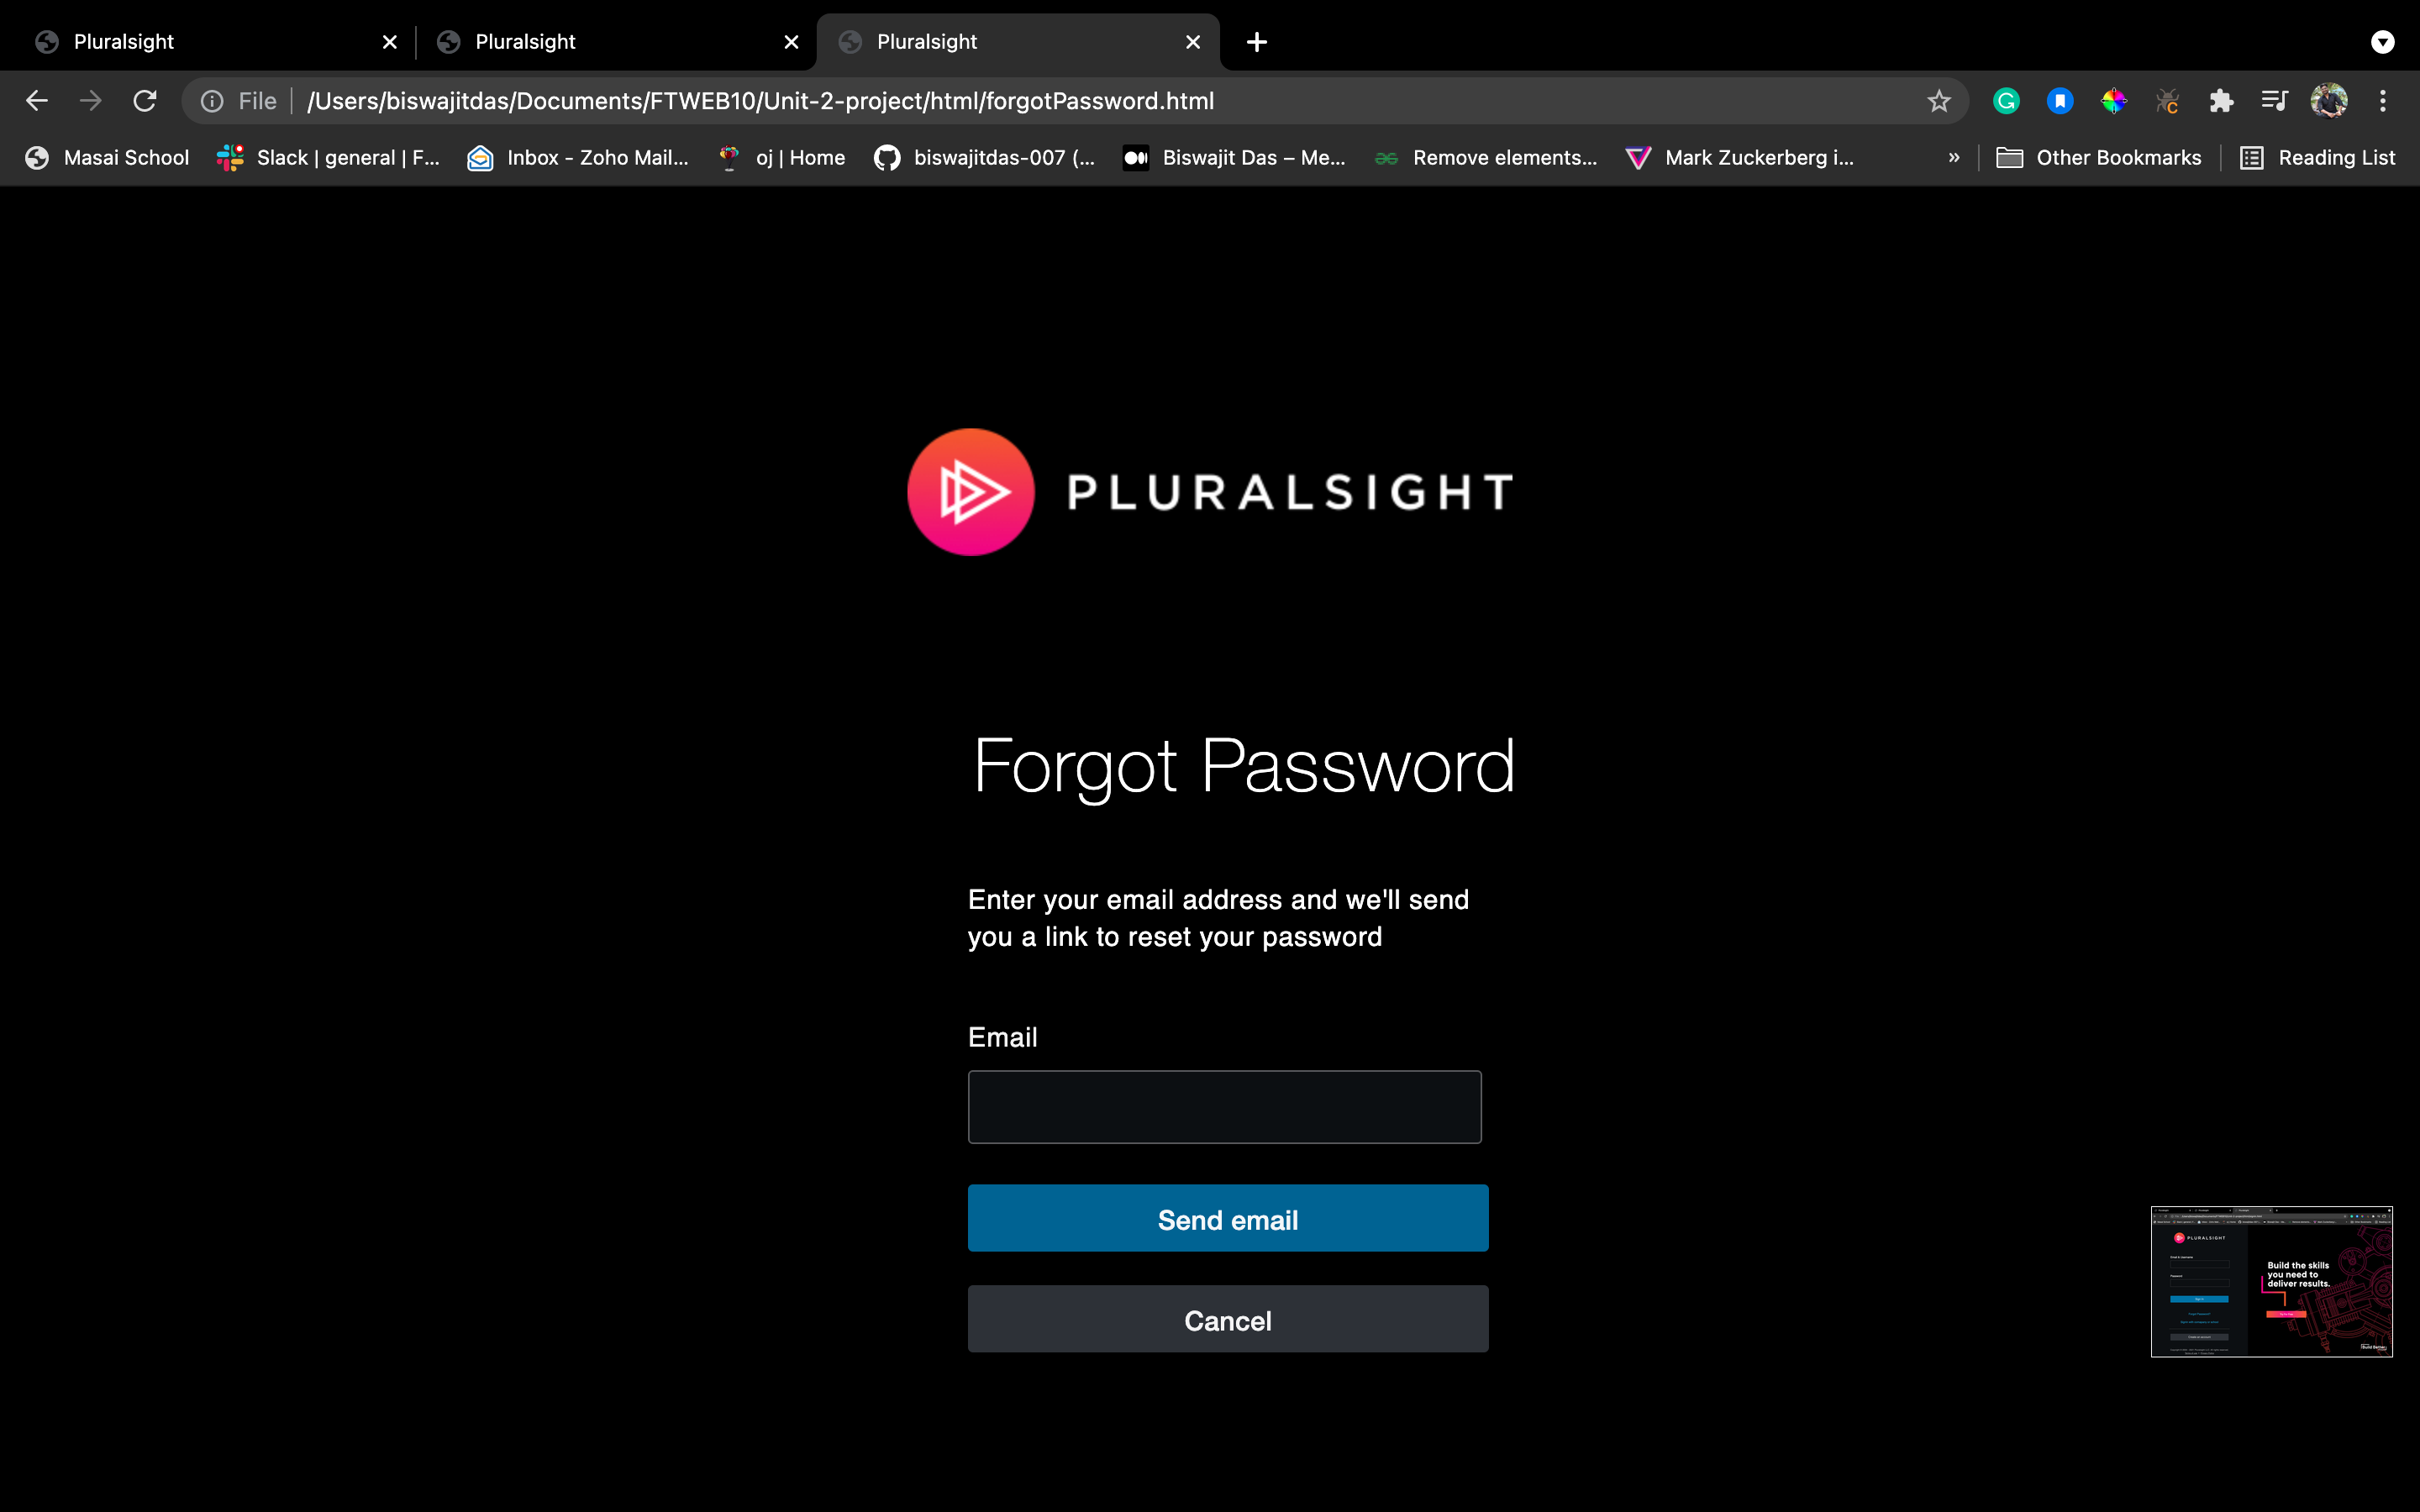 Pluralsight
Pluralsight
Pluralsight
File
/Users/biswajitdas/Documents/FTWEB10/Unit-2-project/html/forgotPassword.html
Masai School
Slack | general | F...
Inbox - Zoho Mail...
oj | Home
biswajitdas-007 (...
Biswajit Das – Me...
Remove elements...
Mark Zuckerberg i...
»
Other Bookmarks
Reading List
PLURALSIGHT
Forgot Password
Enter your email address and we'll send
you a link to reset your password
Email
Send email
Cancel
PLURALSIGHT
Build the skills
you need to
deliver results.